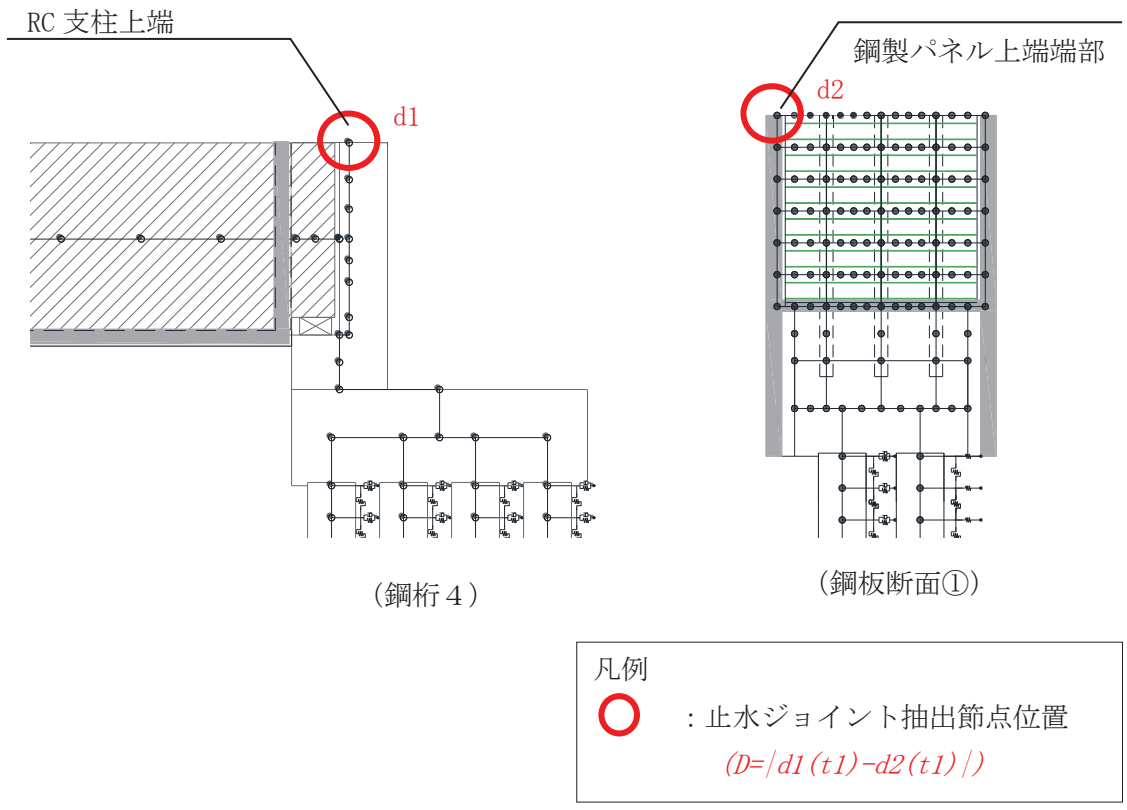 RC 支柱上端
d1
鋼製パネル上端端部
d2
(鋼桁４)
(鋼板断面①)
凡例
：止水ジョイント抽出節点位置
(D=|d1(t1)-d2(t1)|)